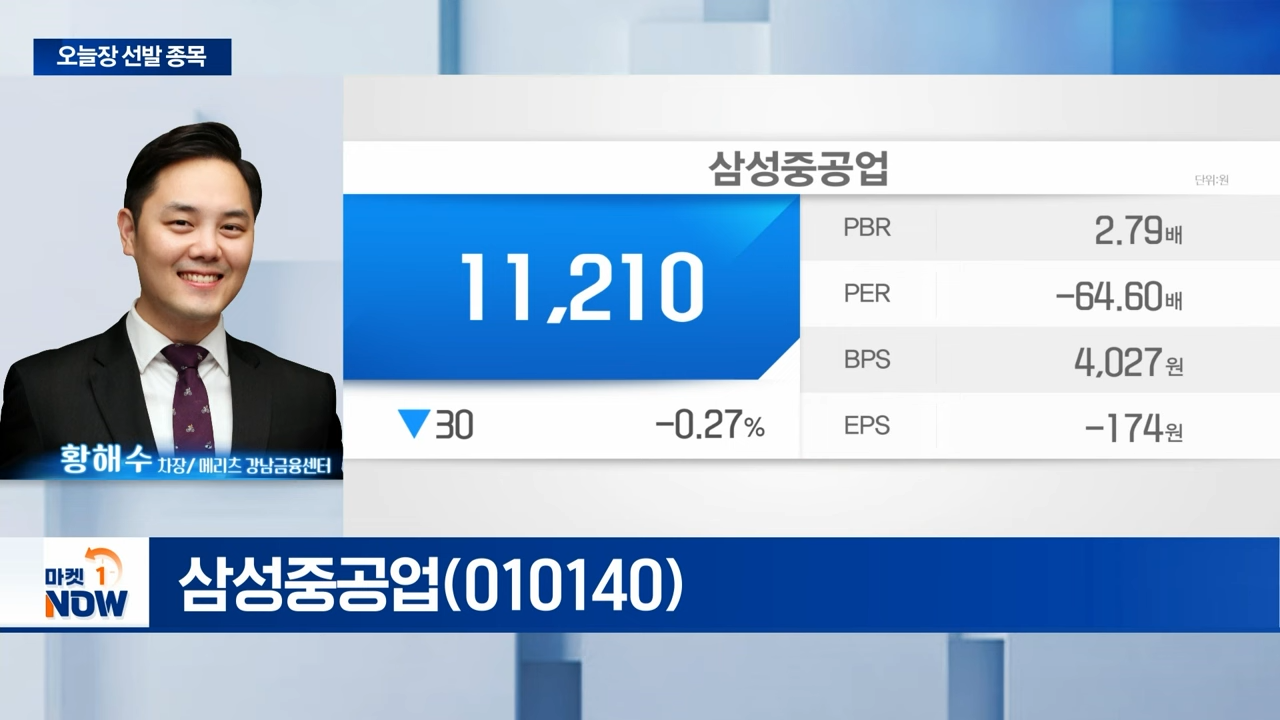 오늘장 선발 종목
황해수 차장/ 메리츠 강남금융센터
삼성중공업
단위:원
11,210
▼30 -0.27%
PBR 2.79배
PER -64.60배
BPS 4,027원
EPS -174원
마켓 1
NOW
삼성중공업(010140)